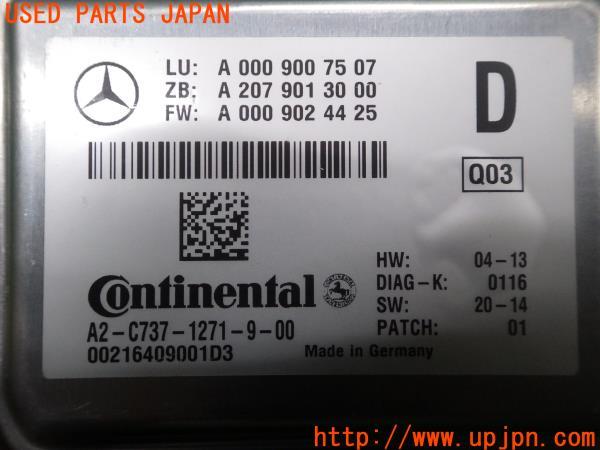 USED PARTS JAPAN
LU: A 000 900 75 07
ZB: A 207 901 30 00
FW: A 000 902 44 25
D
Q03
HW: 04-13
DIAG-K: 0116
SW: 20-14
PATCH: 01
Continental
A2-C737-1271-9-00
00216409001D3
Made in Germany
UPJ http://www.upjpn.com